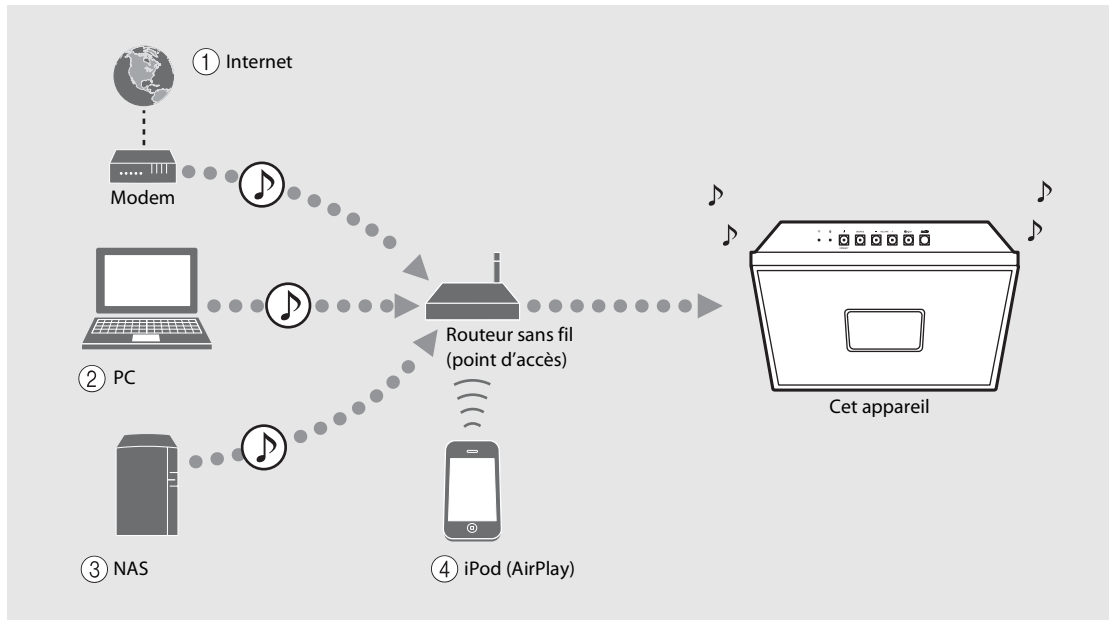 ① Internet
Modem
② PC
Routeur sans fil
(point d’accès)
Cet appareil
③ NAS
④ iPod (AirPlay)